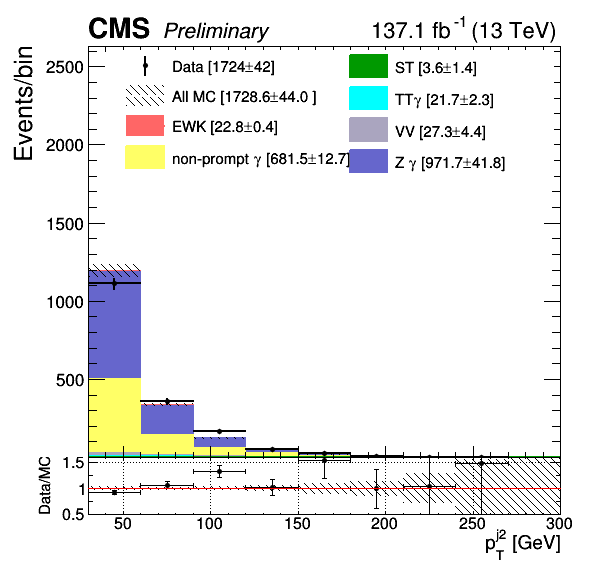 CMS Preliminary 137.1 fb⁻¹ (13 TeV)
Events/bin
2500
2000
1500
1000
500
Data [1724±42]
All MC [1728.6±44.0 ]
EWK [22.8±0.4]
non-prompt γ [681.5±12.7]
ST [3.6±1.4]
TTγ [21.7±2.3]
VV [27.3±4.4]
Z γ [971.7±41.8]
Data/MC
1.5
1
0.5
50 100 150 200 250 300
p_T^{j2} [GeV]